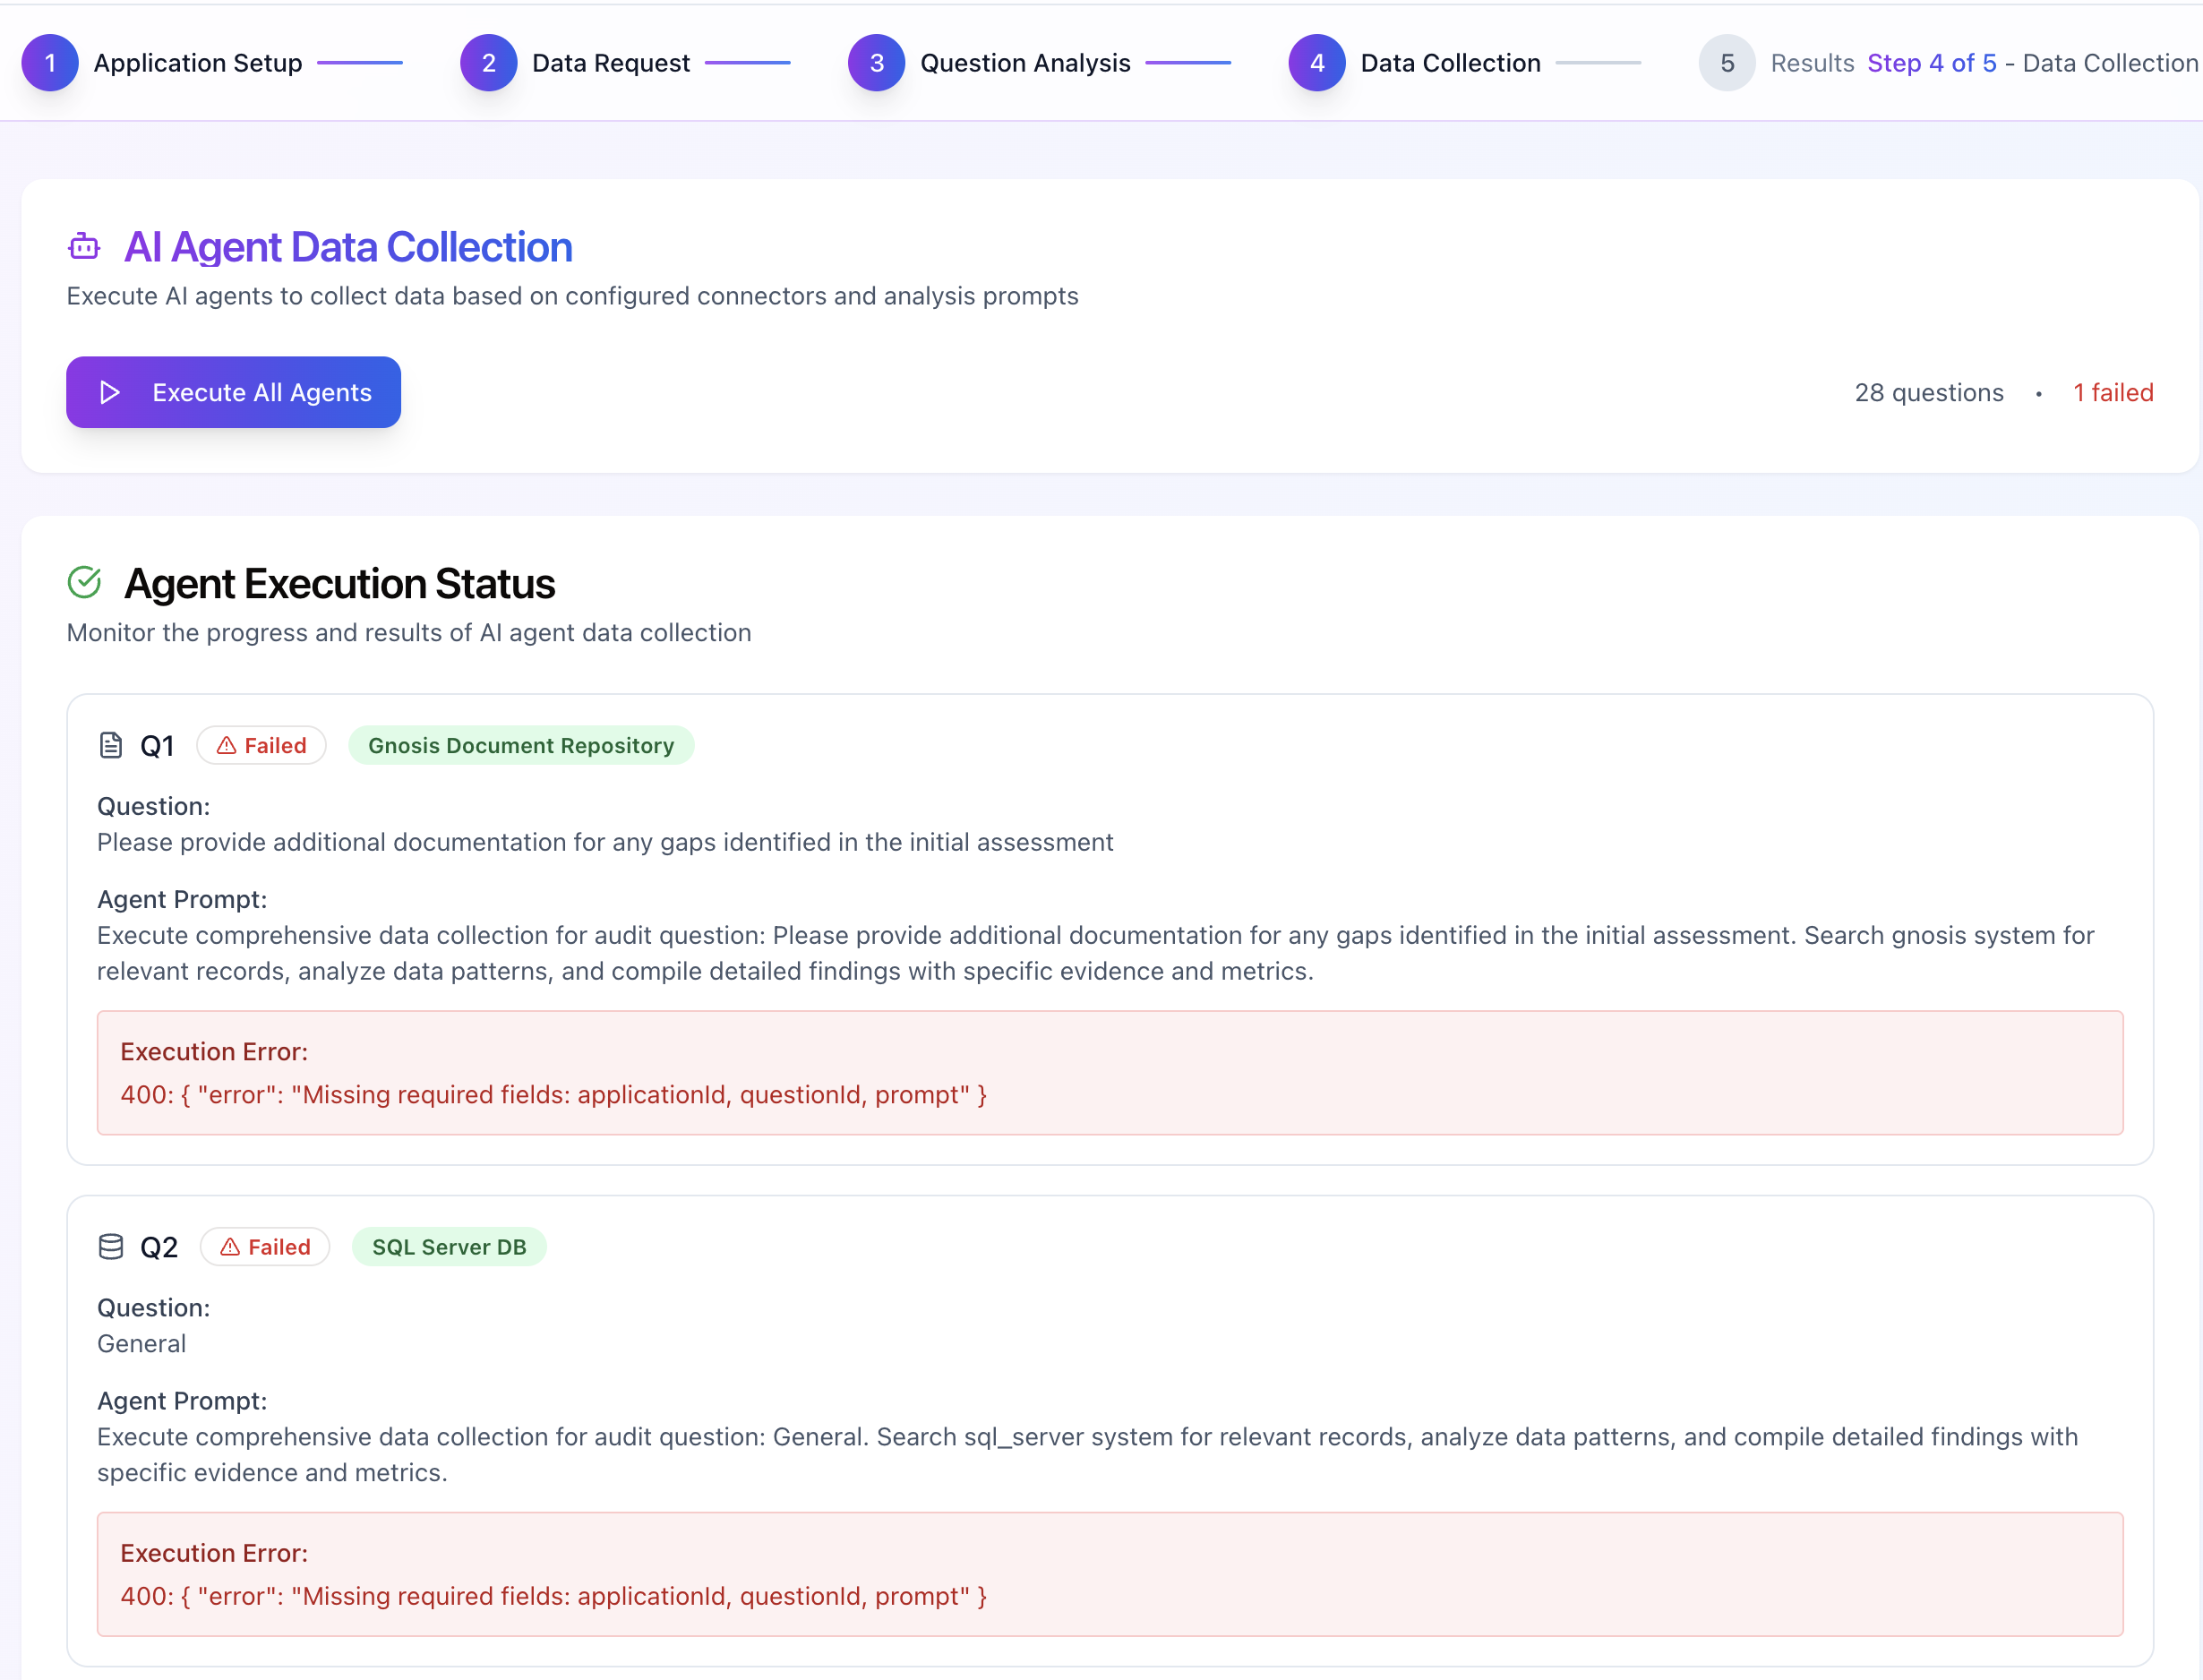 1 Application Setup 2 Data Request 3 Question Analysis 4 Data Collection 5 Results Step 4 of 5 - Data Collection
AI Agent Data Collection
Execute AI agents to collect data based on configured connectors and analysis prompts
Execute All Agents 28 questions • 1 failed
Agent Execution Status
Monitor the progress and results of AI agent data collection
Q1 Failed Gnosis Document Repository
Question:
Please provide additional documentation for any gaps identified in the initial assessment
Agent Prompt:
Execute comprehensive data collection for audit question: Please provide additional documentation for any gaps identified in the initial assessment. Search gnosis system for
relevant records, analyze data patterns, and compile detailed findings with specific evidence and metrics.
Execution Error:
400: { "error": "Missing required fields: applicationId, questionId, prompt" }
Q2 Failed SQL Server DB
Question:
General
Agent Prompt:
Execute comprehensive data collection for audit question: General. Search sql_server system for relevant records, analyze data patterns, and compile detailed findings with
specific evidence and metrics.
Execution Error:
400: { "error": "Missing required fields: applicationId, questionId, prompt" }